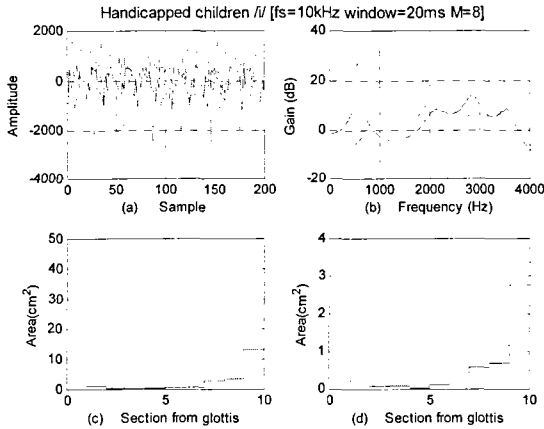 Handicapped children /i/ [fs=10kHz window=20ms M=8]
2000
0
-2000
-4000
Amplitude
0 50 100 150 200
(a) Sample
40
20
0
-20
Gain (dB)
0 1000 2000 3000 4000
(b) Frequency (Hz)
50
40
30
20
10
0
Area(cm²)
0 5 10
(c) Section from glottis
4
3
2
1
0
Area(cm²)
0 5 10
(d) Section from glottis